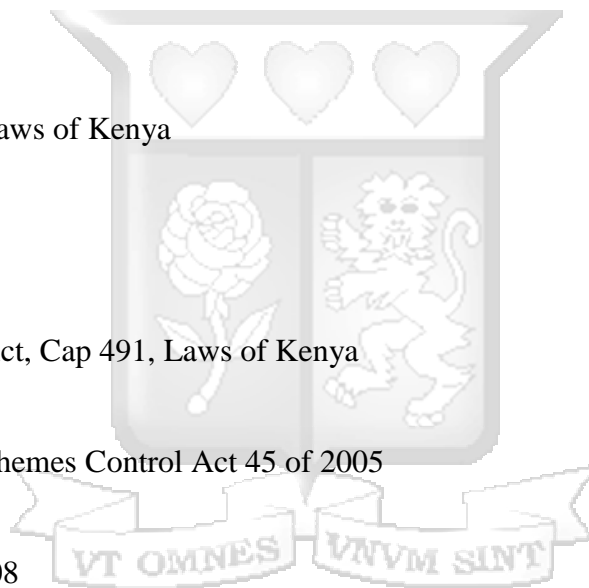 aws of Kenya
ct, Cap 491, Laws of Kenya
hemes Control Act 45 of 2005
08
VT OMNES VNVM SINT